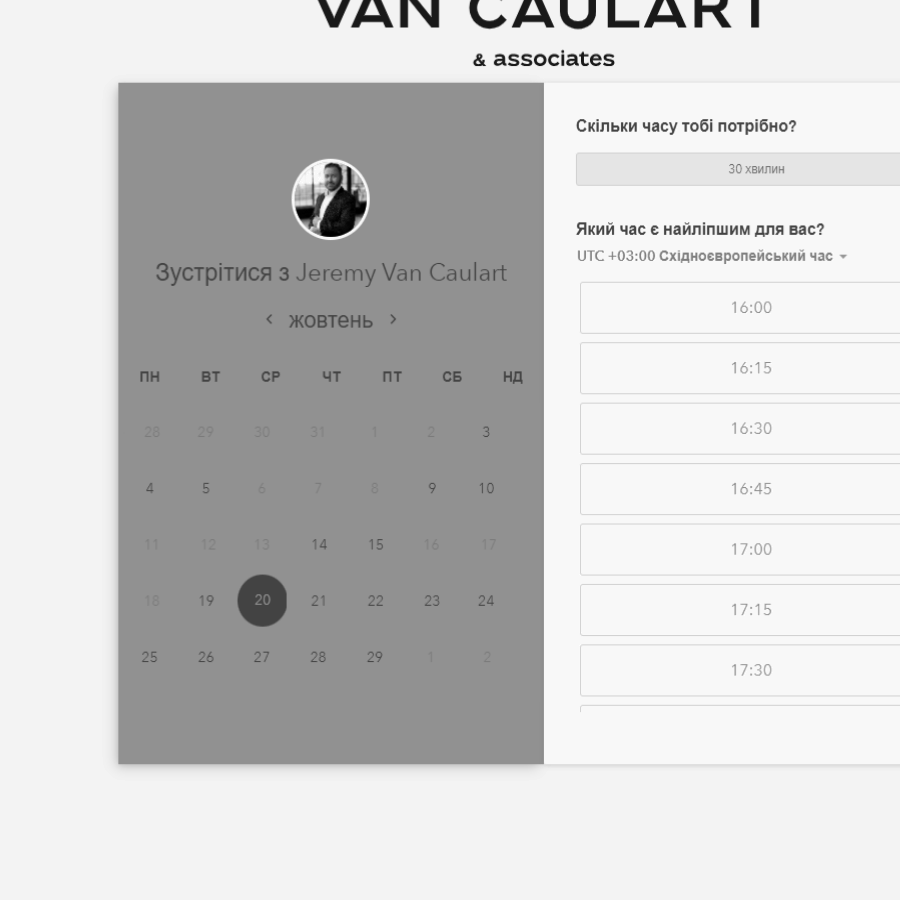 VAN CAULART
& associates
Зустрітися з Jeremy Van Caulart
жовтень
ПН ВТ СР ЧТ ПТ СБ НД
28 29 30 31 1 2 3
4 5 6 7 8 9 10
11 12 13 14 15 16 17
18 19 20 21 22 23 24
25 26 27 28 29 1 2
Скільки часу тобі потрібно?
30 хвилин
Який час є найліпшим для вас?
UTC +03:00 Східноєвропейський час
16:00
16:15
16:30
16:45
17:00
17:15
17:30